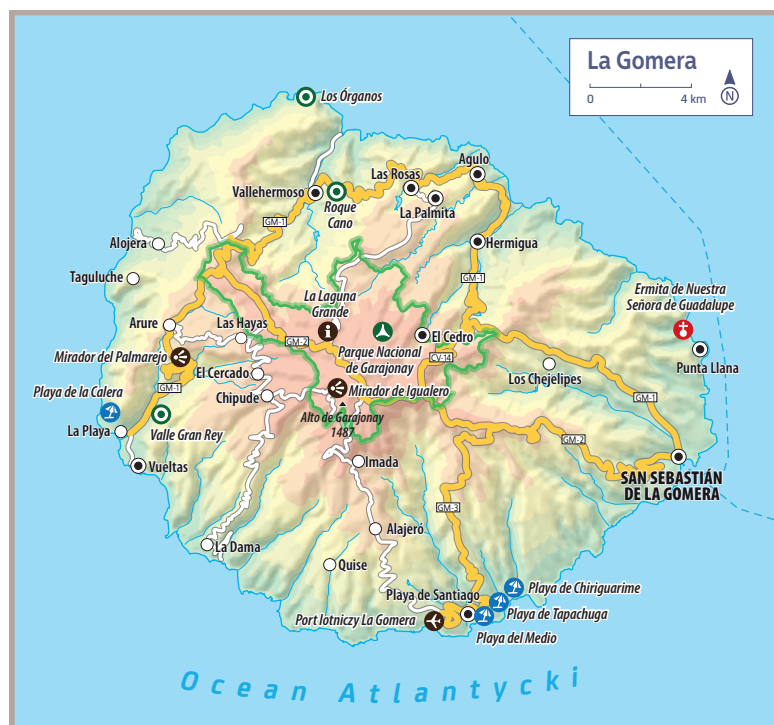 La Gomera
0 4 km
N
Los Órganos
Agulo
Las Rosas
Vallehermoso
La Palmita
Roque
Cano
GM-1
Alojera
Hermigua
Taguluche
GM-1
Ermita de Nuestra
Señora de Guadalupe
La Laguna
Grande
Arure
Las Hayas
El Cedro
GM-2
Parque Nacional
de Garajonay
CV-14
Punta Llana
Mirador del Palmarejo
El Cercado
Los Chejelipes
GM-1
Mirador de Igualero
Playa de la Calera
GM-1
Chipude
Alto de Garajonay
1487
La Playa
Valle Gran Rey
GM-2
Vueltas
Imada
SAN SEBASTIÁN
DE LA GOMERA
GM-3
Alajeró
La Dama
Quise
Playa de Santiago
Playa de Chiriguarime
Playa de Tapachuga
Port lotniczy La Gomera
Playa del Medio
Ocean Atlantycki